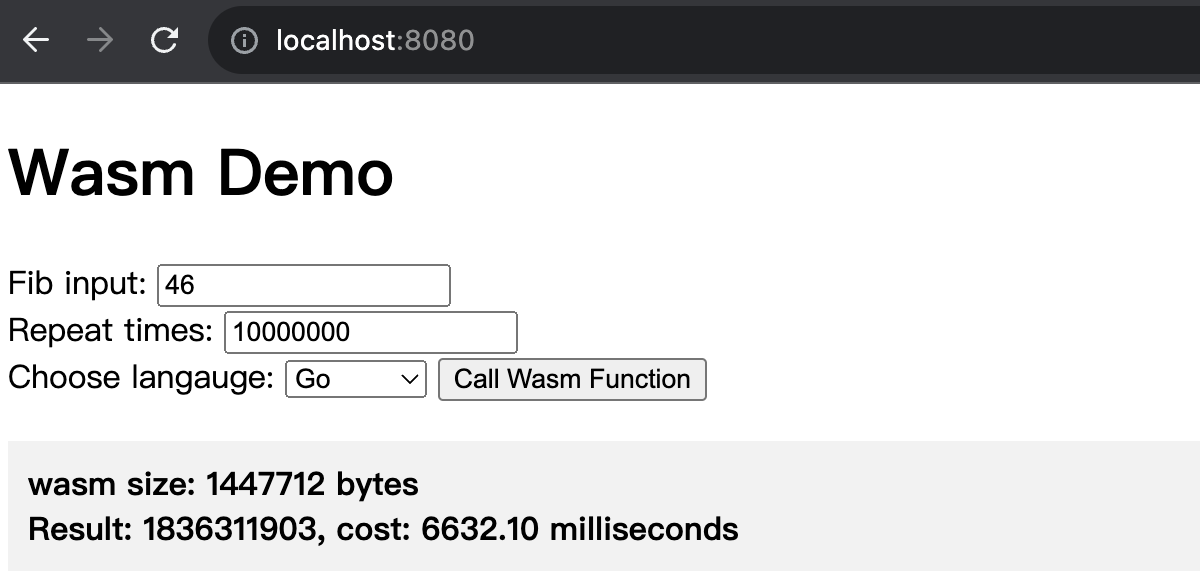 localhost:8080
Wasm Demo
Fib input: 46
Repeat times: 10000000
Choose langauge: Go Call Wasm Function
wasm size: 1447712 bytes
Result: 1836311903, cost: 6632.10 milliseconds